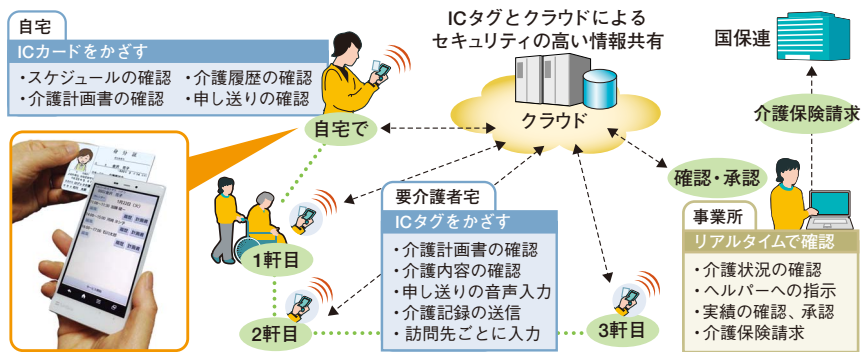 自宅
ICカードをかざす
・スケジュールの確認 ・介護履歴の確認
・介護計画書の確認 ・申し送りの確認
自宅で
ICタグとクラウドによる
セキュリティの高い情報共有
クラウド
国保連
介護保険請求
確認・承認
事業所
リアルタイムで確認
・介護状況の確認
・ヘルパーへの指示
・実績の確認、承認
・介護保険請求
要介護者宅
ICタグをかざす
・介護計画書の確認
・介護内容の確認
・申し送りの音声入力
・介護記録の送信
・訪問先ごとに入力
1軒目
2軒目
3軒目
身分証